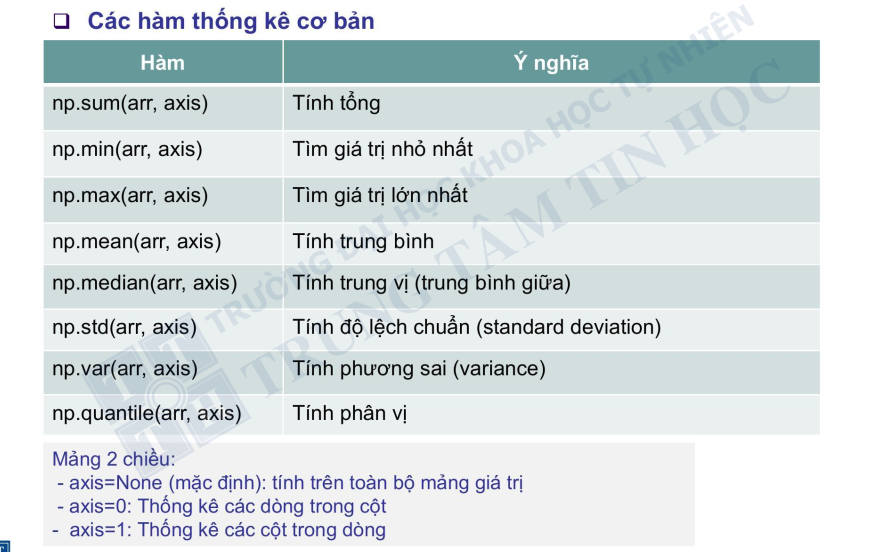 ❑ Các hàm thống kê cơ bản
Hàm Ý nghĩa
np.sum(arr, axis) Tính tổng
np.min(arr, axis) Tìm giá trị nhỏ nhất
np.max(arr, axis) Tìm giá trị lớn nhất
np.mean(arr, axis) Tính trung bình
np.median(arr, axis) Tính trung vị (trung bình giữa)
np.std(arr, axis) Tính độ lệch chuẩn (standard deviation)
np.var(arr, axis) Tính phương sai (variance)
np.quantile(arr, axis) Tính phân vị
Mảng 2 chiều:
- axis=None (mặc định): tính trên toàn bộ mảng giá trị
- axis=0: Thống kê các dòng trong cột
- axis=1: Thống kê các cột trong dòng
TRƯỜNG ĐẠI HỌC KHOA HỌC TỰ NHIÊN
TRUNG TÂM TIN HỌC